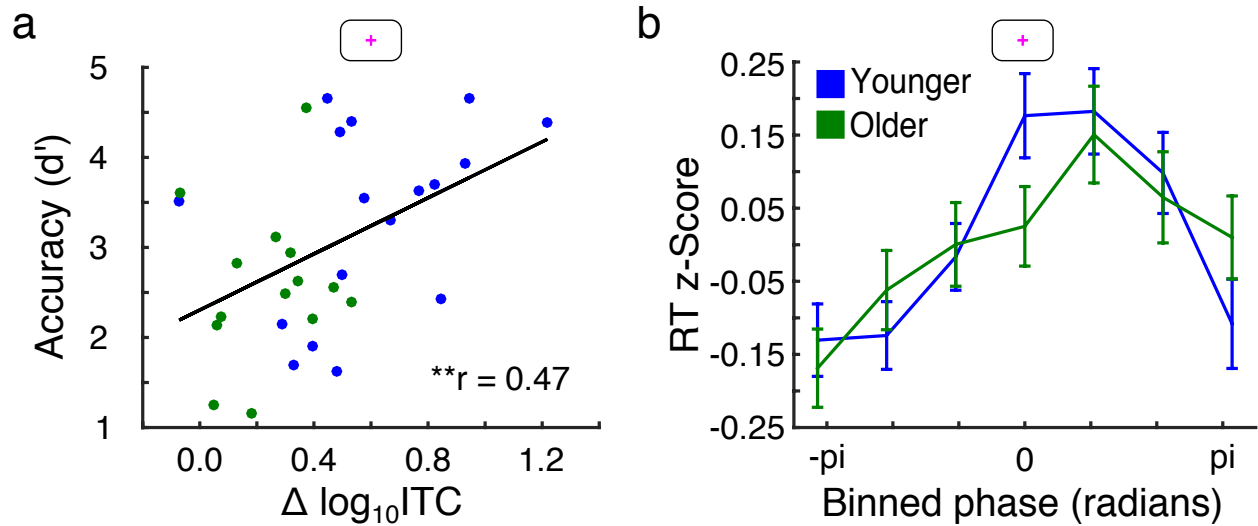 a
5
4
3
2
1
Accuracy (d')
**r = 0.47
0.0 0.4 0.8 1.2
Δ log10ITC
b
0.25
0.15
0.05
-0.05
-0.15
-0.25
RT z-Score
Younger
Older
-pi 0 pi
Binned phase (radians)